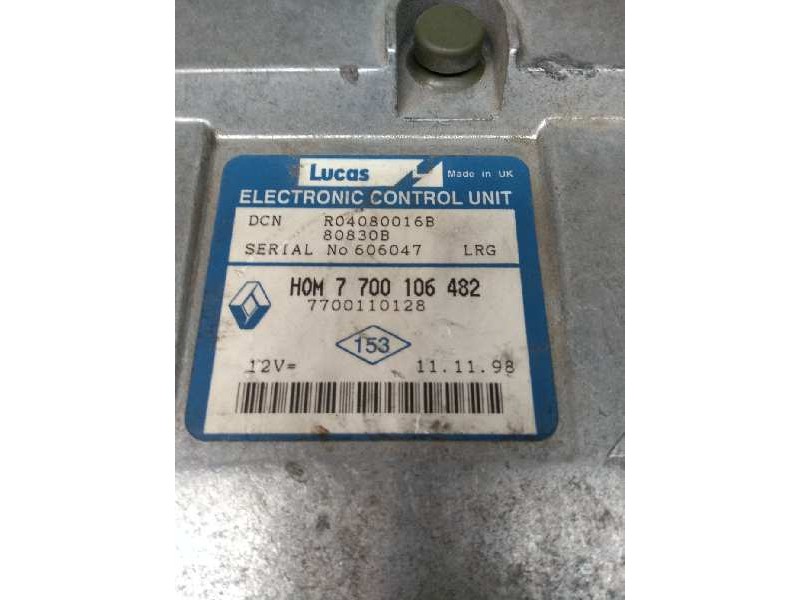 Lucas Made in UK
ELECTRONIC CONTROL UNIT
DCN R04080016B
80830B
SERIAL No 606047 LRG
HOM 7 700 106 482
7700110128
153
12V= 11.11.98